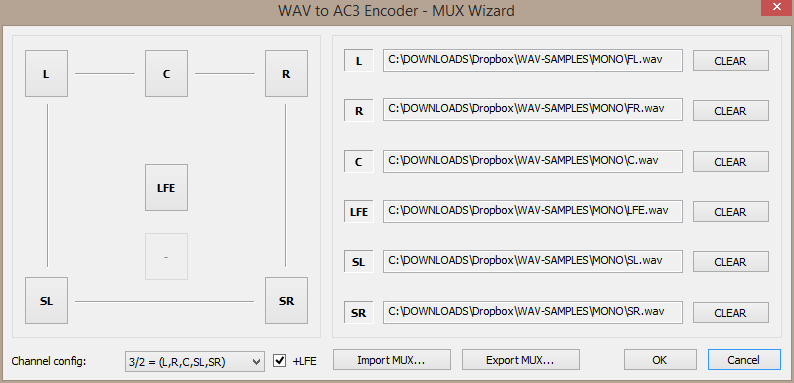 WAV to AC3 Encoder - MUX Wizard
L C R
LFE
-
SL SR
L C:\DOWNLOADS\Dropbox\WAV-SAMPLES\MONO\FL.wav CLEAR
R C:\DOWNLOADS\Dropbox\WAV-SAMPLES\MONO\FR.wav CLEAR
C C:\DOWNLOADS\Dropbox\WAV-SAMPLES\MONO\C.wav CLEAR
LFE C:\DOWNLOADS\Dropbox\WAV-SAMPLES\MONO\LFE.wav CLEAR
SL C:\DOWNLOADS\Dropbox\WAV-SAMPLES\MONO\SL.wav CLEAR
SR C:\DOWNLOADS\Dropbox\WAV-SAMPLES\MONO\SR.wav CLEAR
Channel config: 3/2 = (L,R,C,SL,SR) +LFE Import MUX... Export MUX... OK Cancel